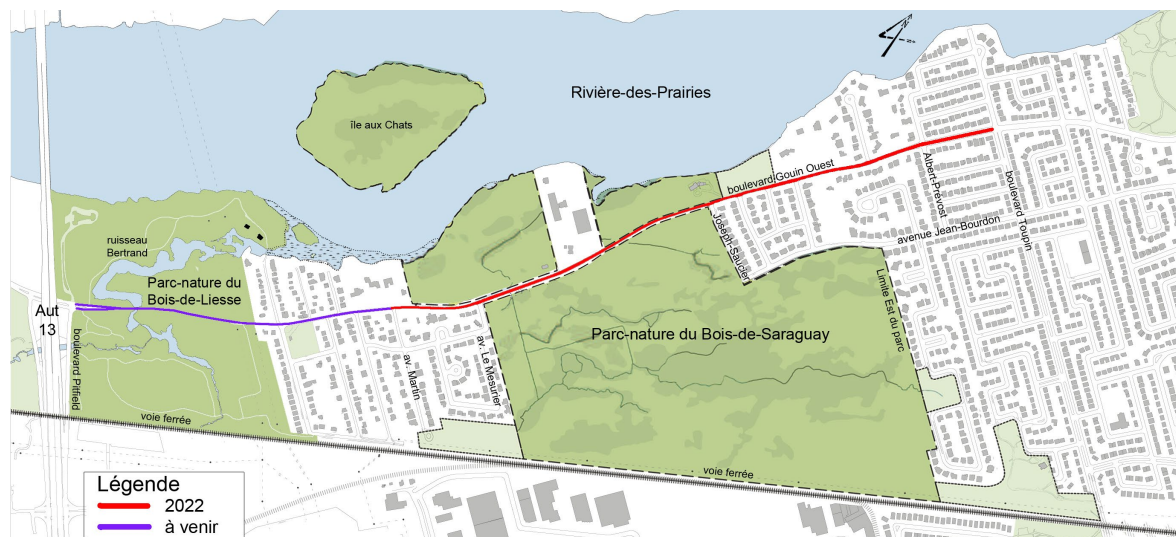 N
Rivière-des-Prairies
île aux Chats
boulevard Gouin Ouest
Albert-Prévost
boulevard Toupin
avenue Jean-Bourdon
Joseph-Saucier
ruisseau
Bertrand
Parc-nature du
Bois-de-Liesse
Aut
13
boulevard Pitfield
av. Martin
av. Le Mesurier
Parc-nature du Bois-de-Saraguay
Limite Est du parc
voie ferrée
voie ferrée
Légende
2022
à venir